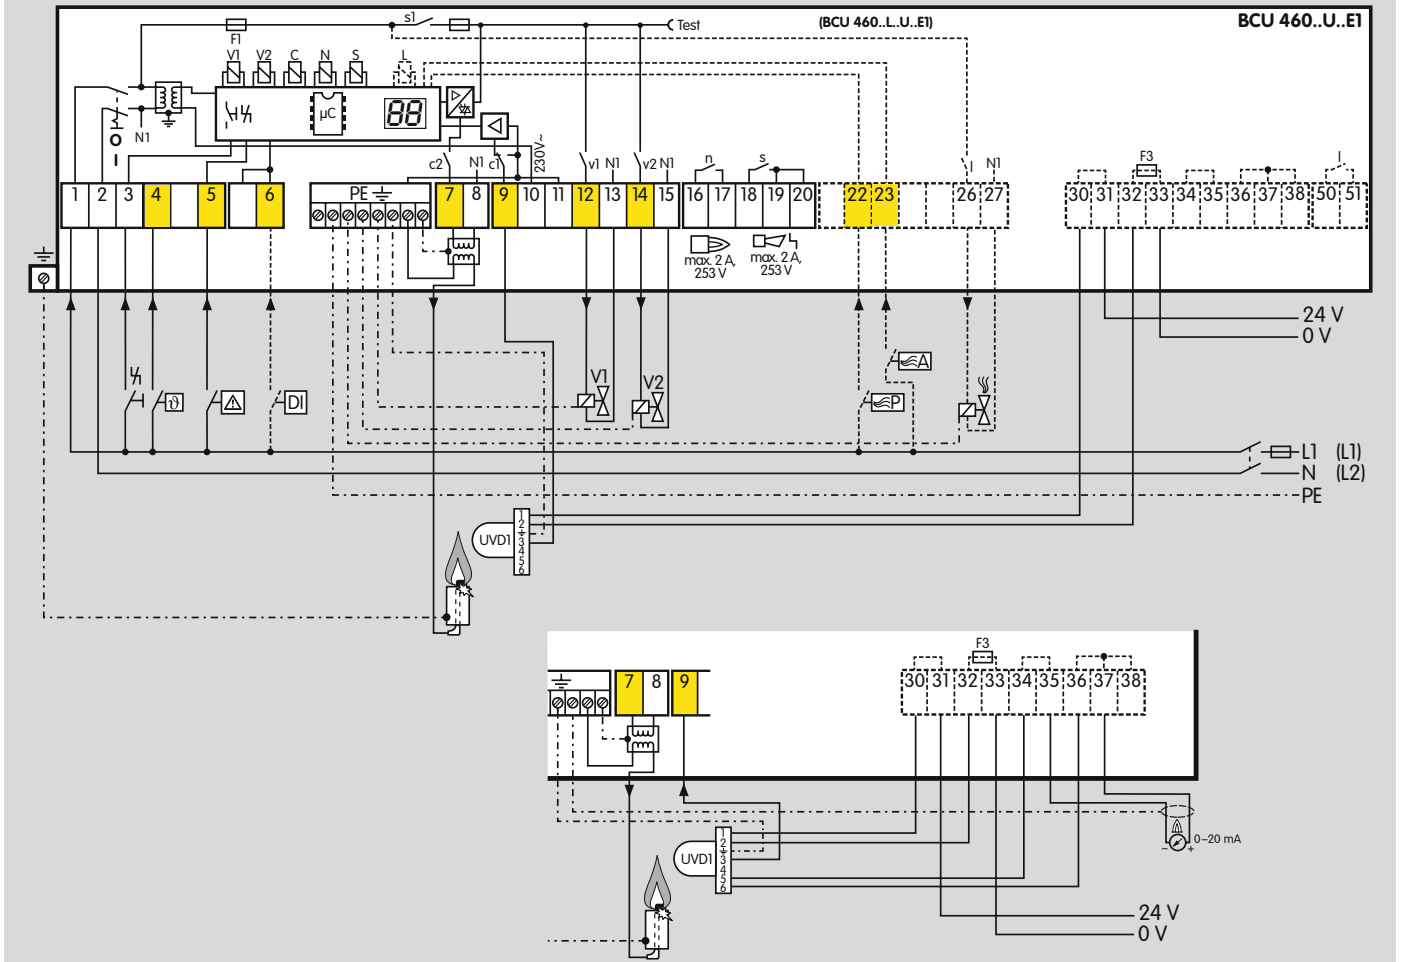 s1
Test
(BCU 460..L..U..E1)
BCU 460..U..E1
F1
V1 V2 C N S L
µC
88
N1
O
I
230V~
c2 N1 c1 v1 N1 v2 N1 n s I N1 F3 I
1 2 3 4 5 6 PE 7 8 9 10 11 12 13 14 15 16 17 18 19 20 22 23 26 27 30 31 32 33 34 35 36 37 38 50 51
max. 2 A,
253 V
max. 2 A,
253 V
24 V
0 V
ϑ
DI
V1
V2
A
P
L1 (L1)
N (L2)
PE
UVD1
1
2
3
4
5
6
F3
7 8 9 30 31 32 33 34 35 36 37 38
UVD1
1
2
3
4
5
6
0–20 mA
– +
24 V
0 V